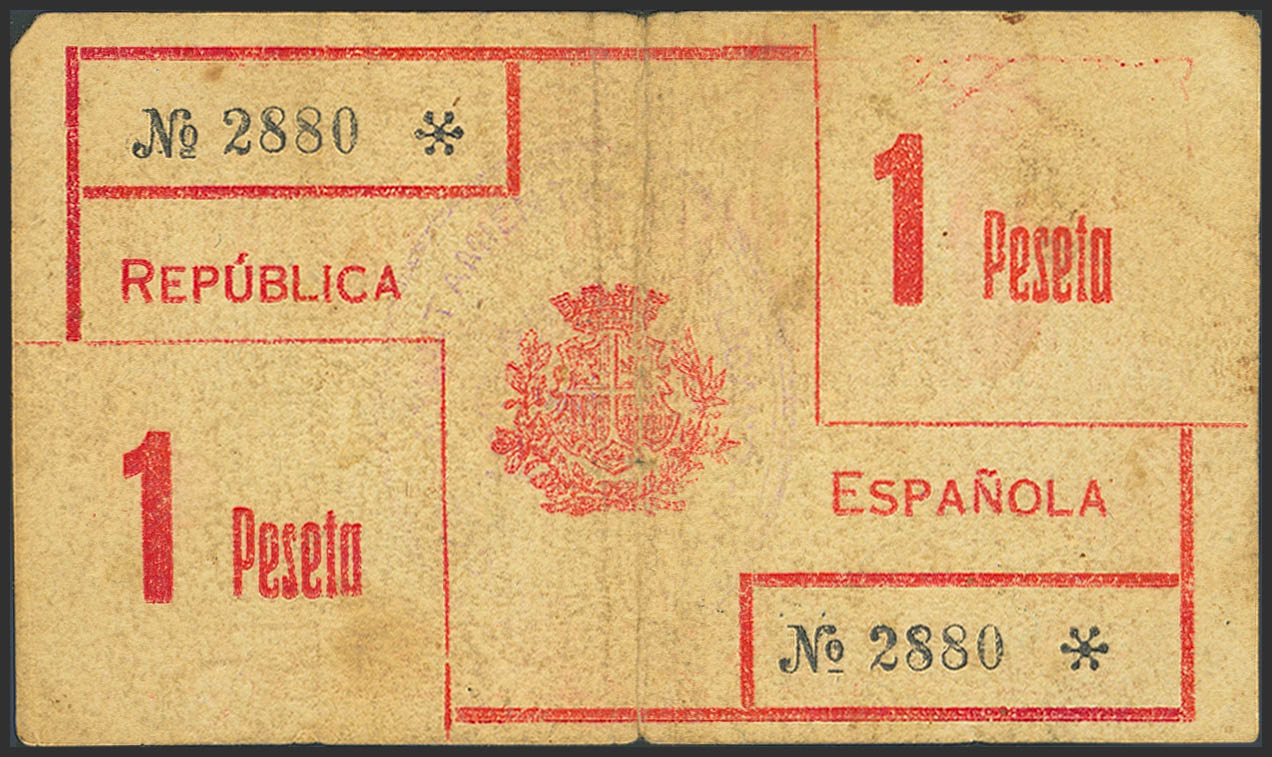 № 2880 *
1 Peseta
REPÚBLICA
1 Peseta
ESPAÑOLA
№ 2880 *